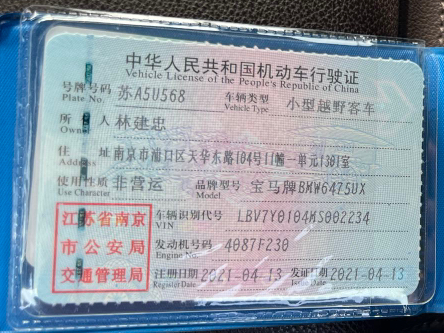 中华人民共和国机动车行驶证
Vehicle License of the People's Republic of China
号牌号码 苏A5U568 车辆类型 小型越野客车
Plate No. Vehicle Type
所 人 林建忠
Owner
住 址 南京市浦口区天华东路104号11幢一单元1301室
Address
使用性质 非营运 品牌型号 宝马牌BMW6475UX
Use Character Model
江苏省南京市公安局交通管理局
车辆识别代号 LBV7Y0104MS002234
VIN
发动机号码 4087F230
Engine No.
注册日期 2021-04-13 发证日期 2021-04-13
Register Date Issue Date